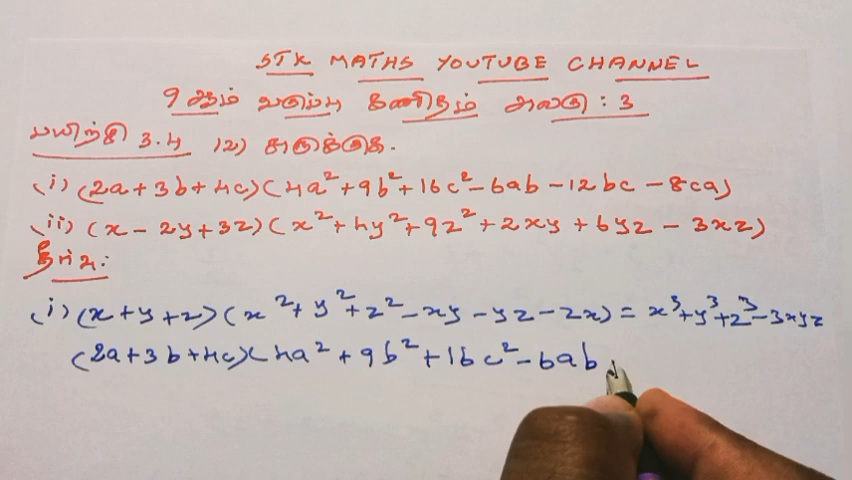 STK MATHS YOUTUBE CHANNEL
9 ஆம் வகுப்பு கணிதம் அலகு : 3
பயிற்சி 3.4 12) சுருக்குக.
(i) (2a+3b+4c)(4a²+9b²+16c²-6ab-12bc-8ca)
(ii) (x-2y+3z)(x²+4y²+9z²+2xy+6yz-3xz)
தீர்வு:
(i) (x+y+z)(x²+y²+z²-xy-yz-zx) = x³+y³+z³-3xyz
(2a+3b+4c)(4a²+9b²+16c²-6ab